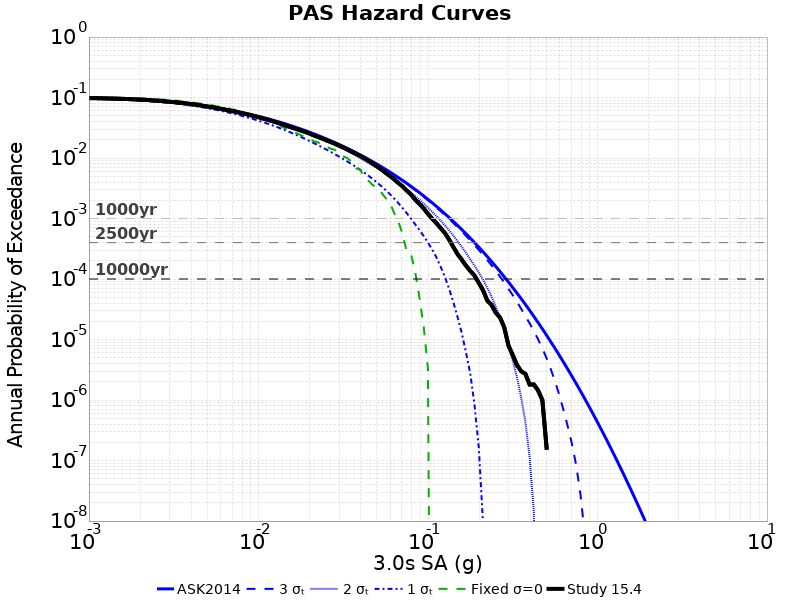 PAS Hazard Curves
Annual Probability of Exceedance
10^0
10^-1
10^-2
10^-3
10^-4
10^-5
10^-6
10^-7
10^-8
1000yr
2500yr
10000yr
10^-3 10^-2 10^-1 10^0 10^1
3.0s SA (g)
ASK2014 3 σₜ 2 σₜ 1 σₜ Fixed σ=0 Study 15.4